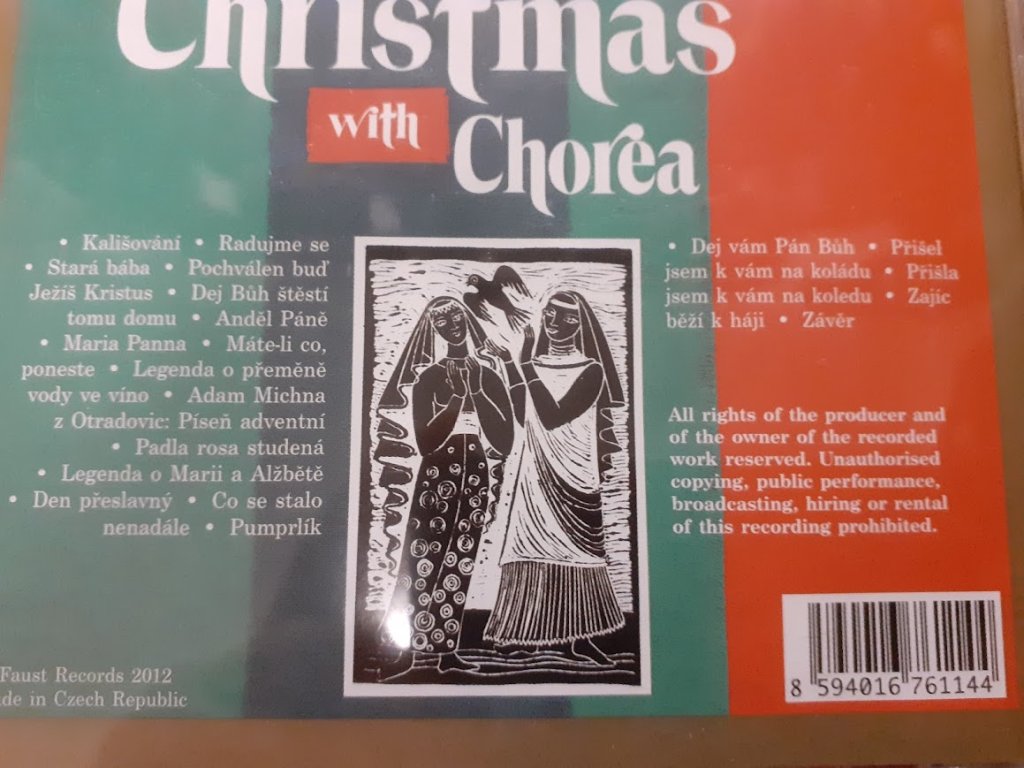 Christmas
with
Chorea
• Kališování • Radujme se
• Stará bába • Pochválen buď
Ježíš Kristus • Dej Bůh štěstí
tomu domu • Anděl Páně
• Maria Panna • Máte-li co,
poneste • Legenda o přeměně
vody ve víno • Adam Michna
z Otradovic: Píseň adventní
• Padla rosa studená
• Legenda o Marii a Alžbětě
• Den přeslavný • Co se stalo
nenadále • Pumprlík
• Dej vám Pán Bůh • Přišel
jsem k vám na koládu • Přišla
jsem k vám na koledu • Zajíc
běží k háji • Závěr
All rights of the producer and
of the owner of the recorded
work reserved. Unauthorised
copying, public performance,
broadcasting, hiring or rental
of this recording prohibited.
Faust Records 2012
de in Czech Republic
8 594016 761144